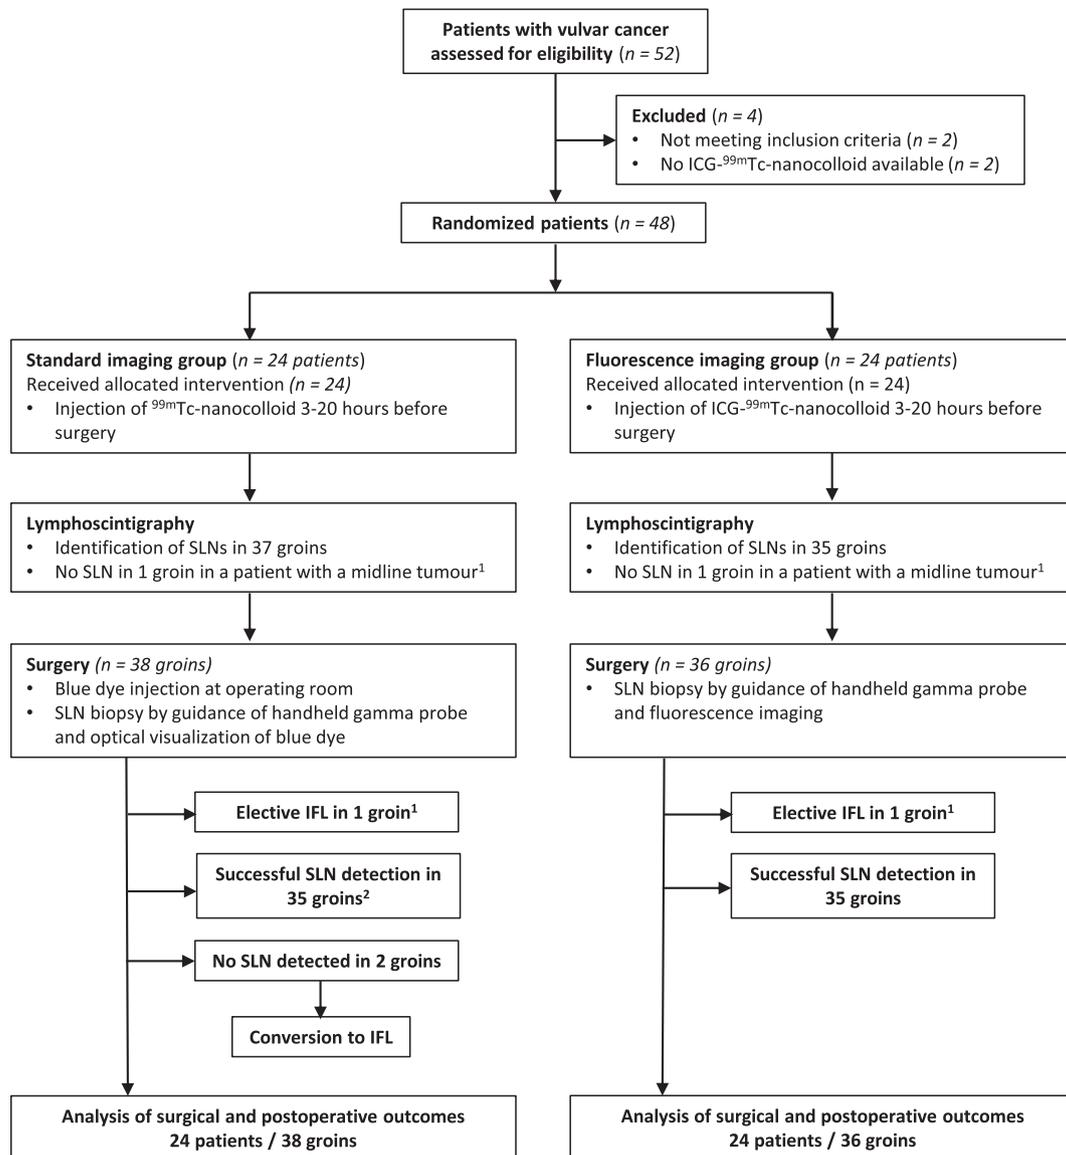 Patients with vulvar cancer
assessed for eligibility (n = 52)
Excluded (n = 4)
• Not meeting inclusion criteria (n = 2)
• No ICG-⁹⁹ᵐTc-nanocolloid available (n = 2)
Randomized patients (n = 48)
Standard imaging group (n = 24 patients)
Received allocated intervention (n = 24)
• Injection of ⁹⁹ᵐTc-nanocolloid 3-20 hours before
surgery
Fluorescence imaging group (n = 24 patients)
Received allocated intervention (n = 24)
• Injection of ICG-⁹⁹ᵐTc-nanocolloid 3-20 hours before
surgery
Lymphoscintigraphy
• Identification of SLNs in 37 groins
• No SLN in 1 groin in a patient with a midline tumour¹
Lymphoscintigraphy
• Identification of SLNs in 35 groins
• No SLN in 1 groin in a patient with a midline tumour¹
Surgery (n = 38 groins)
• Blue dye injection at operating room
• SLN biopsy by guidance of handheld gamma probe
and optical visualization of blue dye
Surgery (n = 36 groins)
• SLN biopsy by guidance of handheld gamma probe
and fluorescence imaging
Elective IFL in 1 groin¹
Successful SLN detection in
35 groins²
No SLN detected in 2 groins
Conversion to IFL
Elective IFL in 1 groin¹
Successful SLN detection in
35 groins
Analysis of surgical and postoperative outcomes
24 patients / 38 groins
Analysis of surgical and postoperative outcomes
24 patients / 36 groins